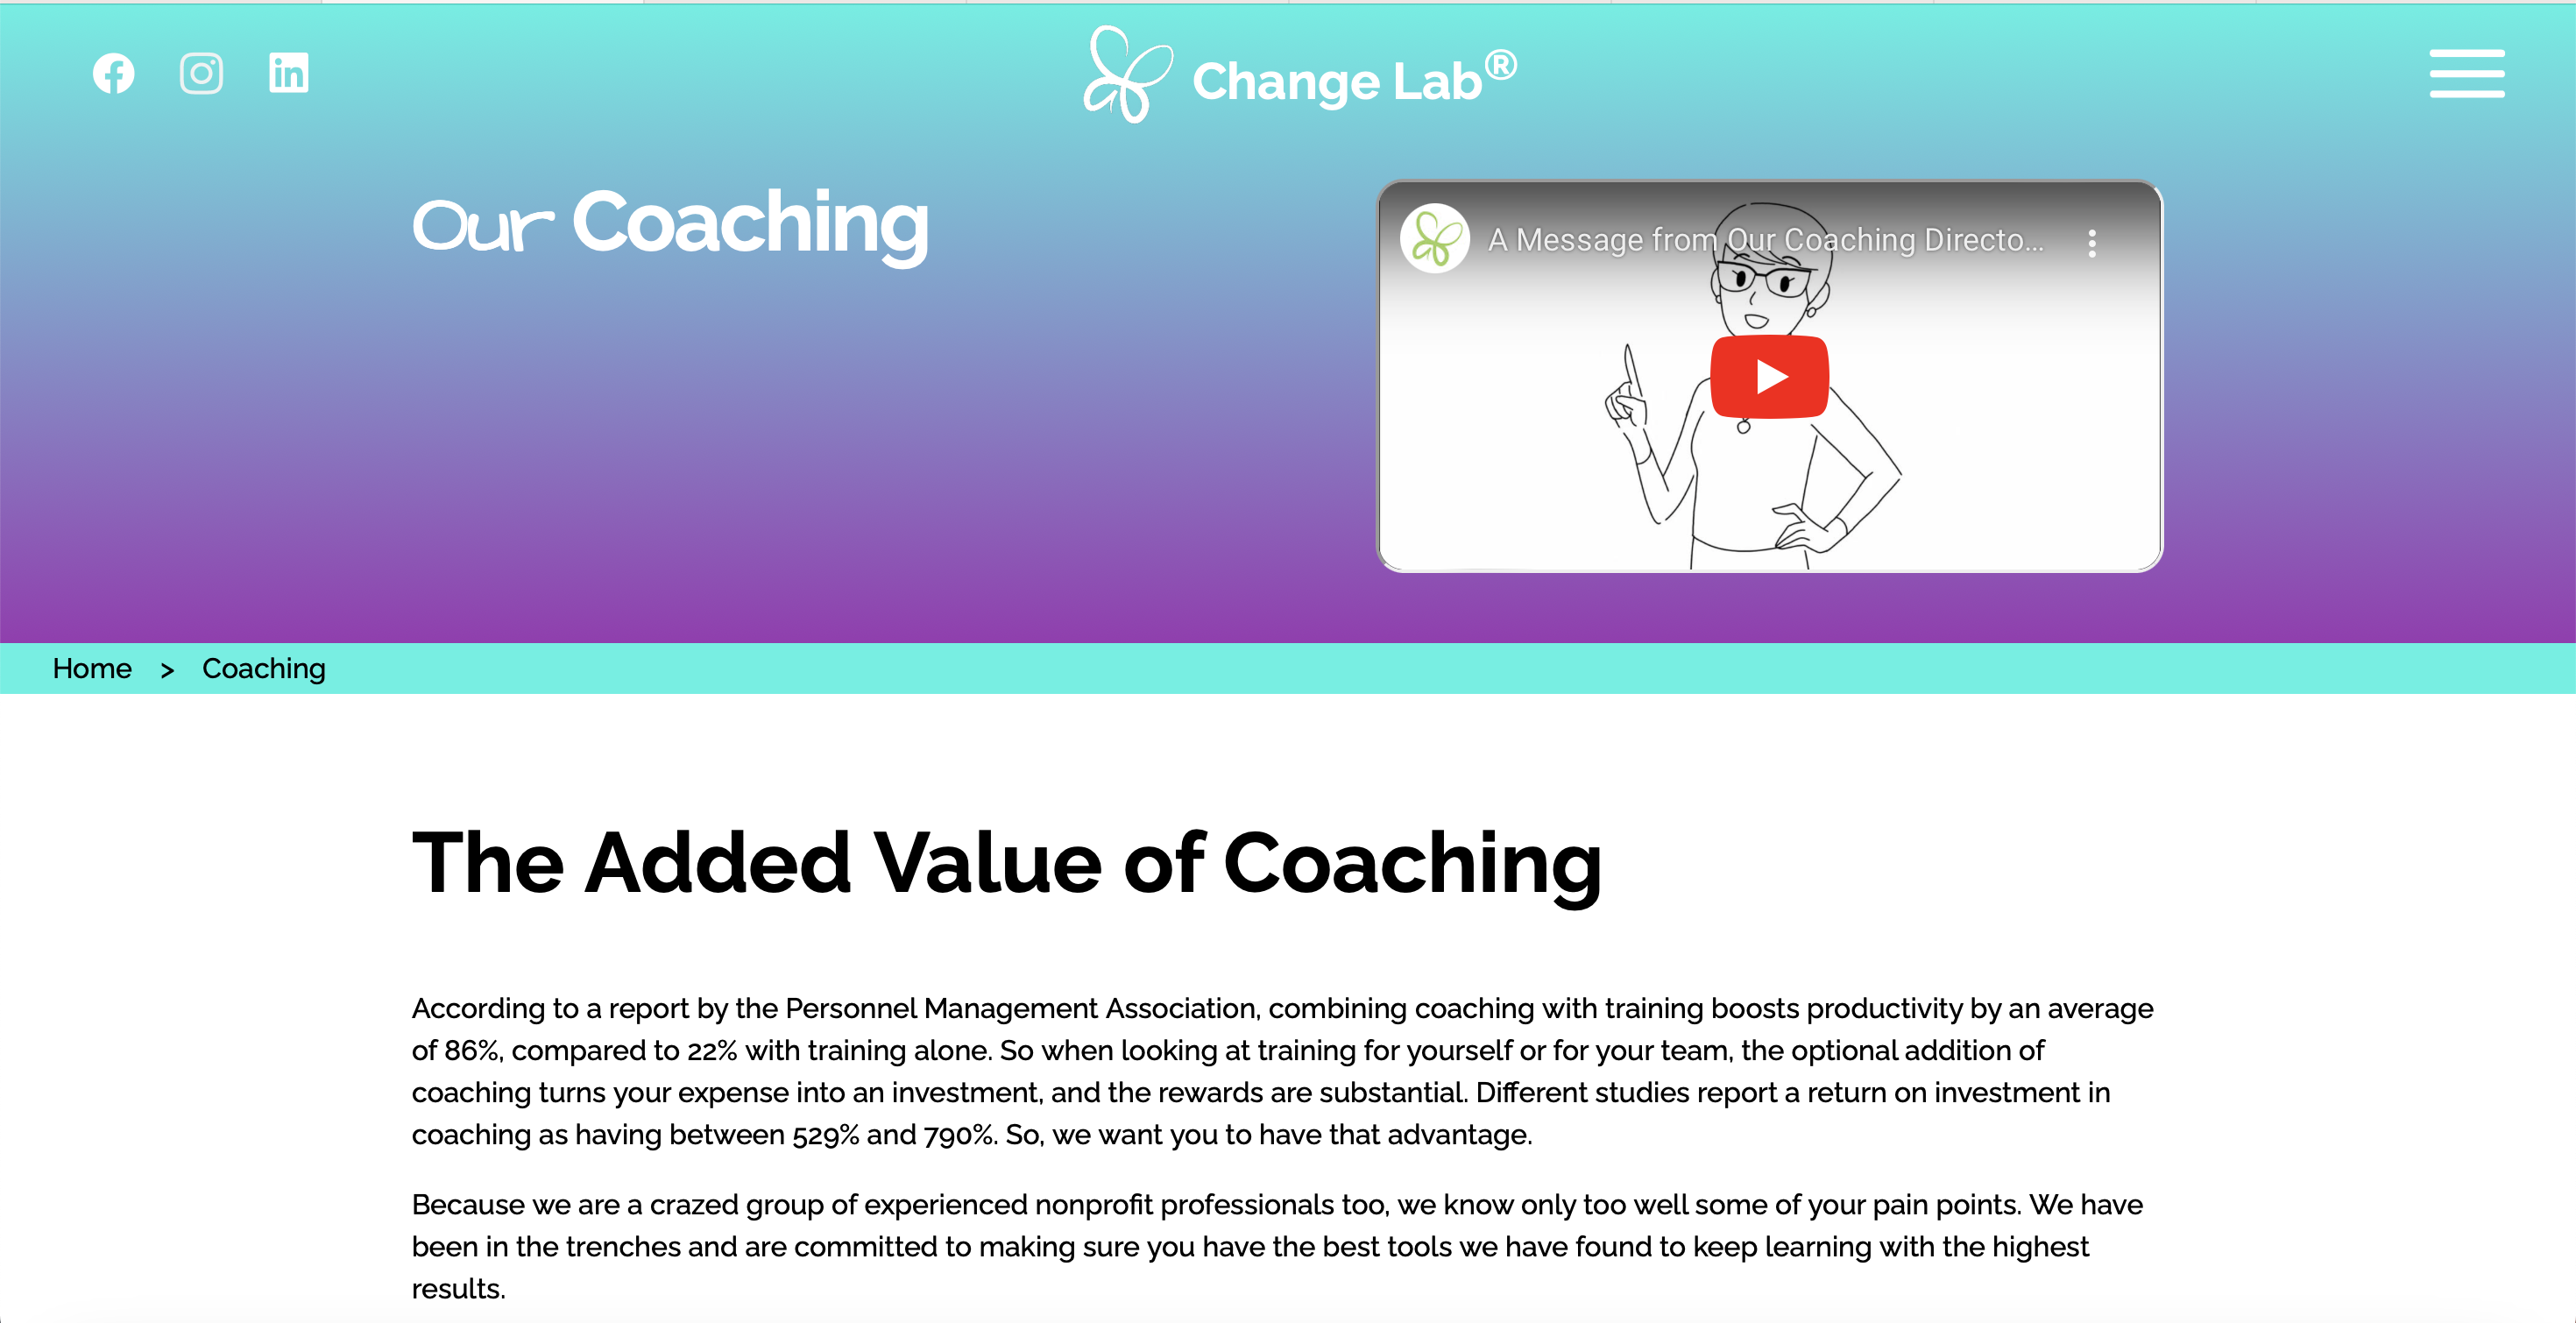 Change Lab®
Our Coaching
A Message from Our Coaching Directo...
Home > Coaching
The Added Value of Coaching
According to a report by the Personnel Management Association, combining coaching with training boosts productivity by an average
of 86%, compared to 22% with training alone. So when looking at training for yourself or for your team, the optional addition of
coaching turns your expense into an investment, and the rewards are substantial. Different studies report a return on investment in
coaching as having between 529% and 790%. So, we want you to have that advantage.
Because we are a crazed group of experienced nonprofit professionals too, we know only too well some of your pain points. We have
been in the trenches and are committed to making sure you have the best tools we have found to keep learning with the highest
results.